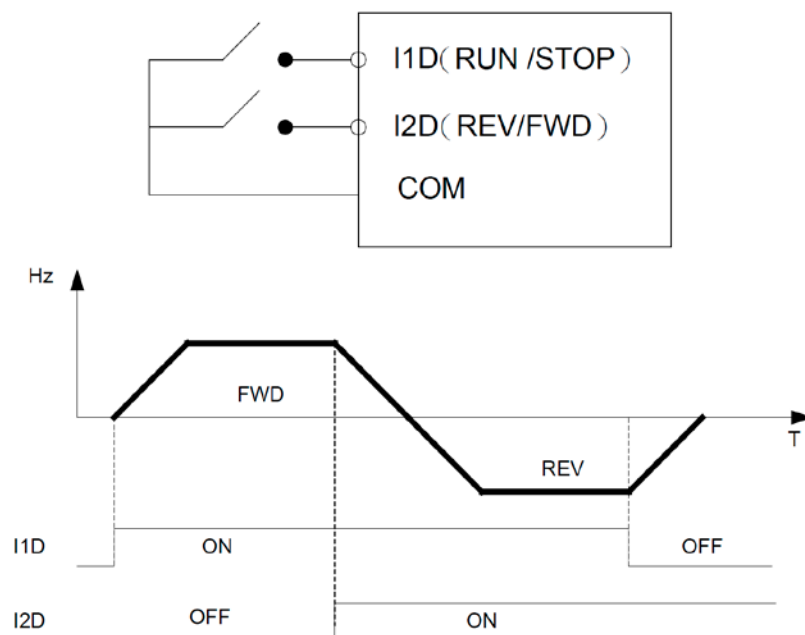 I1D(RUN /STOP)
I2D(REV/FWD)
COM
Hz
FWD
T
REV
I1D ON OFF
I2D OFF ON